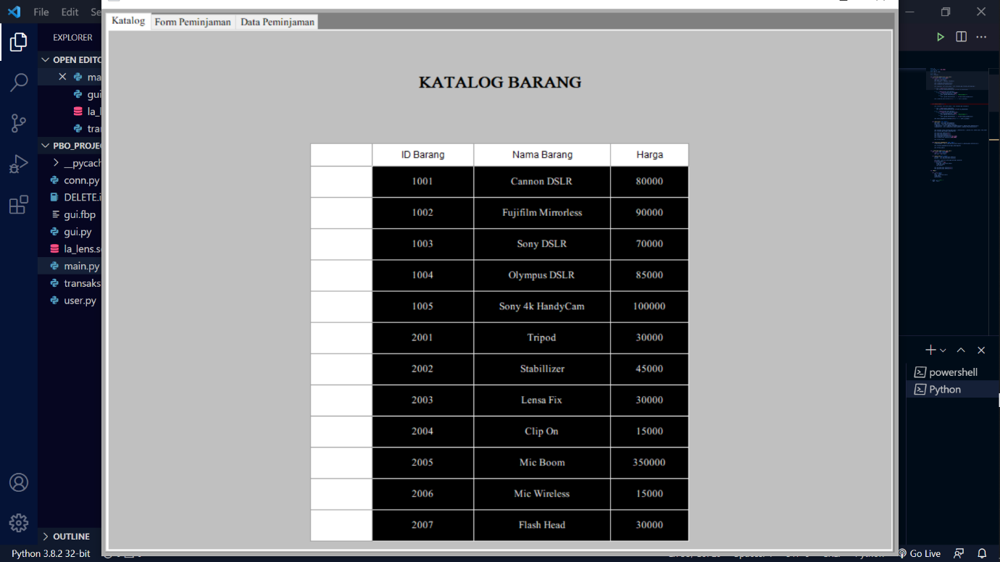 File Edit Se
Katalog Form Peminjaman Data Peminjaman
EXPLORER
OPEN EDITO
ma
gui
la_l
tra
PBO_PROJE
__pycach
conn.py
DELETE.i
gui.fbp
gui.py
la_lens.s
main.py
transaks
user.py
OUTLINE
KATALOG BARANG
ID Barang Nama Barang Harga
1001 Cannon DSLR 80000
1002 Fujifilm Mirrorless 90000
1003 Sony DSLR 70000
1004 Olympus DSLR 85000
1005 Sony 4k HandyCam 100000
2001 Tripod 30000
2002 Stabillizer 45000
2003 Lensa Fix 30000
2004 Clip On 15000
2005 Mic Boom 350000
2006 Mic Wireless 15000
2007 Flash Head 30000
powershell
Python
Python 3.8.2 32-bit
Go Live